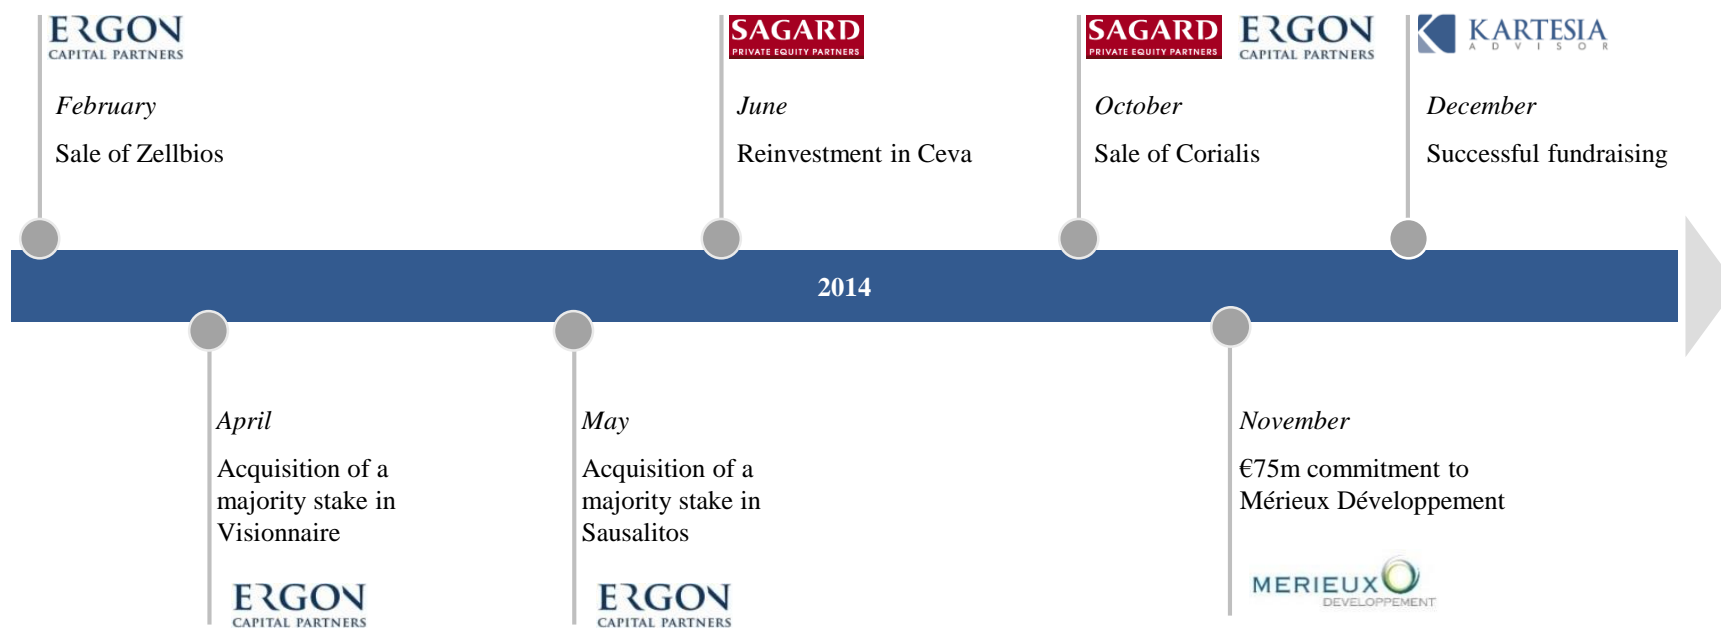 ERGON
CAPITAL PARTNERS
February
Sale of Zellbios
SAGARD
PRIVATE EQUITY PARTNERS
June
Reinvestment in Ceva
SAGARD
PRIVATE EQUITY PARTNERS
ERGON
CAPITAL PARTNERS
October
Sale of Corialis
KARTESIA
ADVISOR
December
Successful fundraising
2014
April
Acquisition of a
majority stake in
Visionnaire
ERGON
CAPITAL PARTNERS
May
Acquisition of a
majority stake in
Sausalitos
ERGON
CAPITAL PARTNERS
November
€75m commitment to
Mérieux Développement
MERIEUX
DEVELOPPEMENT